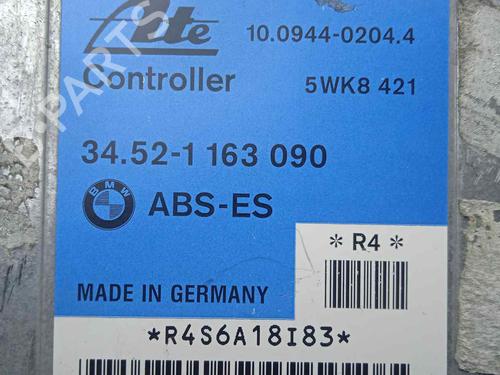 Ate
10.0944-0204.4
Controller
5WK8 421
34.52-1 163 090
BMW
ABS-ES
*R4*
MADE IN GERMANY
*R4S6A18I83*